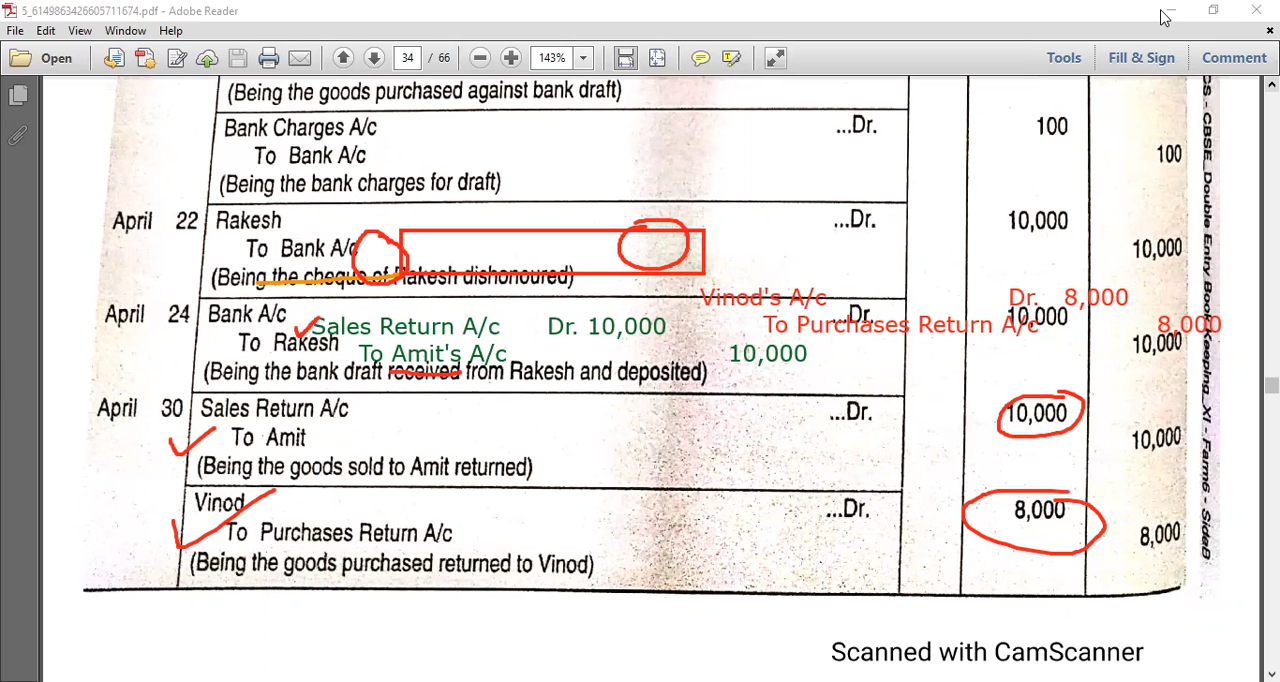 5_6149863426605711674.pdf - Adobe Reader
File Edit View Window Help
Open 34 / 66 143% Tools Fill & Sign Comment
(Being the goods purchased against bank draft)
Bank Charges A/c ...Dr. 100
To Bank A/c 100
(Being the bank charges for draft)
April 22 Rakesh ...Dr. 10,000
To Bank A/c 10,000
(Being the cheque of Rakesh dishonoured)
Vinod's A/c Dr. 8,000
April 24 Bank A/c ...Dr. 10,000
Sales Return A/c Dr. 10,000 To Purchases Return A/c 8,000
To Rakesh 10,000
To Amit's A/c 10,000
(Being the bank draft received from Rakesh and deposited)
April 30 Sales Return A/c ...Dr. 10,000
To Amit 10,000
(Being the goods sold to Amit returned)
Vinod ...Dr. 8,000
To Purchases Return A/c 8,000
(Being the goods purchased returned to Vinod)
CS - CBSE_Double Entry Book Keeping_XI - Farm6 - SideB
Scanned with CamScanner